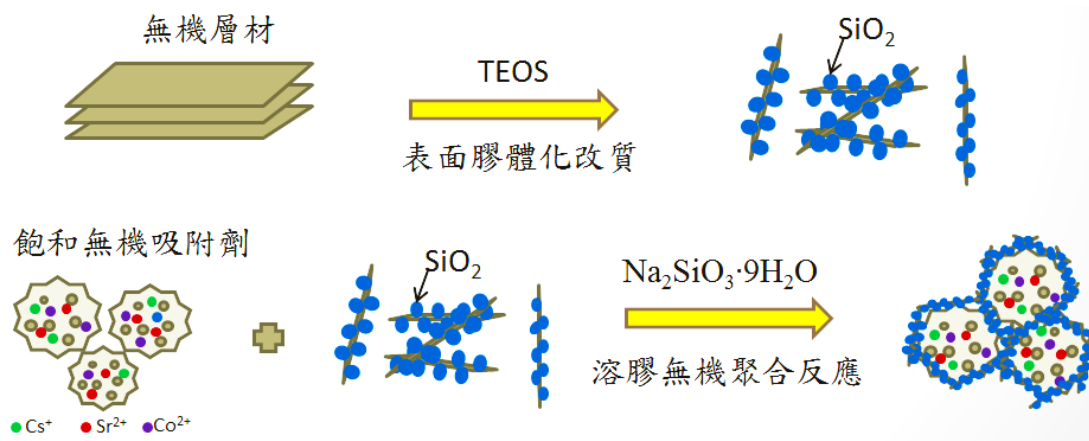 無機層材
TEOS
表面膠體化改質
SiO₂
飽和無機吸附劑
SiO₂
Na₂SiO₃·9H₂O
溶膠無機聚合反應
Cs⁺ Sr²⁺ Co²⁺